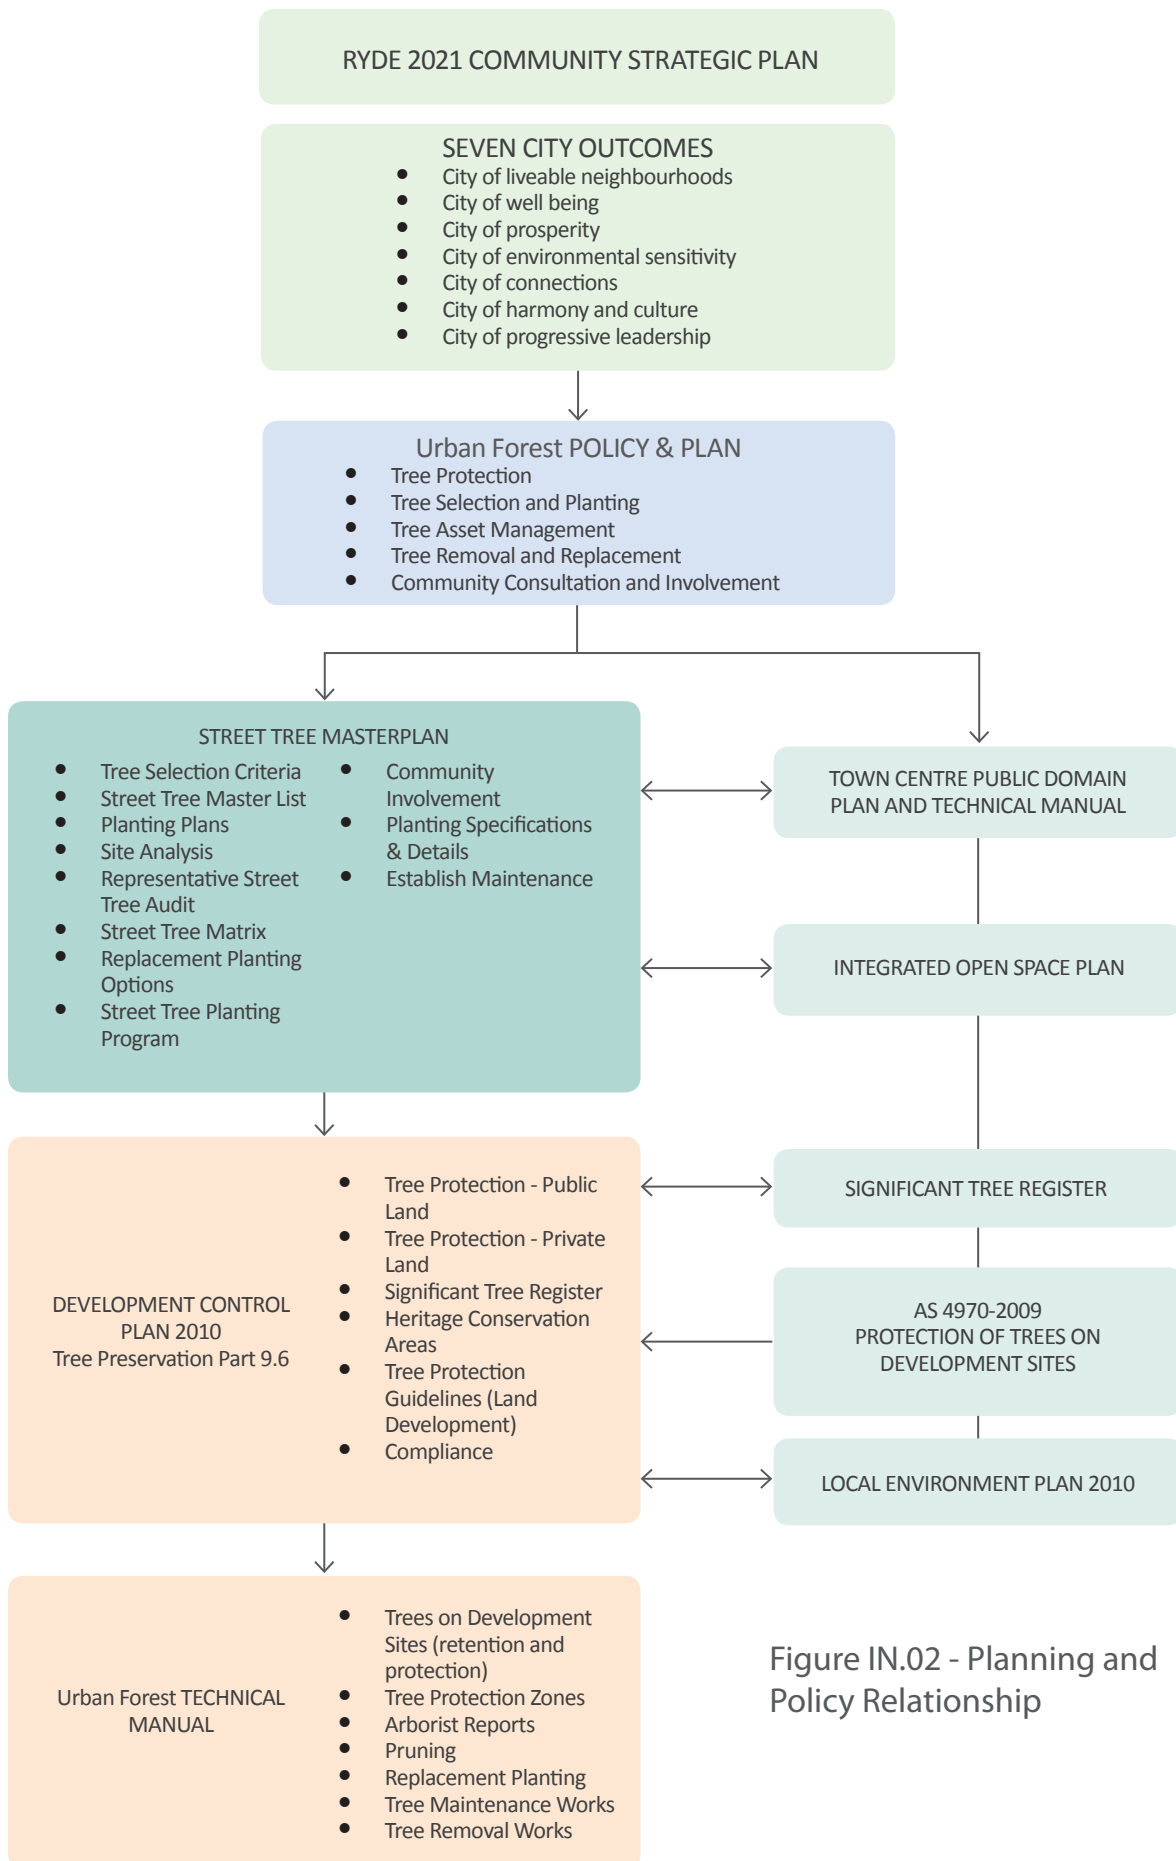 RYDE 2021 COMMUNITY STRATEGIC PLAN
SEVEN CITY OUTCOMES
• City of liveable neighbourhoods
• City of well being
• City of prosperity
• City of environmental sensitivity
• City of connections
• City of harmony and culture
• City of progressive leadership
Urban Forest POLICY & PLAN
• Tree Protection
• Tree Selection and Planting
• Tree Asset Management
• Tree Removal and Replacement
• Community Consultation and Involvement
STREET TREE MASTERPLAN
• Tree Selection Criteria
• Street Tree Master List
• Planting Plans
• Site Analysis
• Representative Street
Tree Audit
• Street Tree Matrix
• Replacement Planting
Options
• Street Tree Planting
Program
• Community
Involvement
• Planting Specifications
& Details
• Establish Maintenance
TOWN CENTRE PUBLIC DOMAIN
PLAN AND TECHNICAL MANUAL
INTEGRATED OPEN SPACE PLAN
DEVELOPMENT CONTROL
PLAN 2010
Tree Preservation Part 9.6
• Tree Protection - Public
Land
• Tree Protection - Private
Land
• Significant Tree Register
• Heritage Conservation
Areas
• Tree Protection
Guidelines (Land
Development)
• Compliance
SIGNIFICANT TREE REGISTER
AS 4970-2009
PROTECTION OF TREES ON
DEVELOPMENT SITES
LOCAL ENVIRONMENT PLAN 2010
Urban Forest TECHNICAL
MANUAL
• Trees on Development
Sites (retention and
protection)
• Tree Protection Zones
• Arborist Reports
• Pruning
• Replacement Planting
• Tree Maintenance Works
• Tree Removal Works
Figure IN.02 - Planning and
Policy Relationship